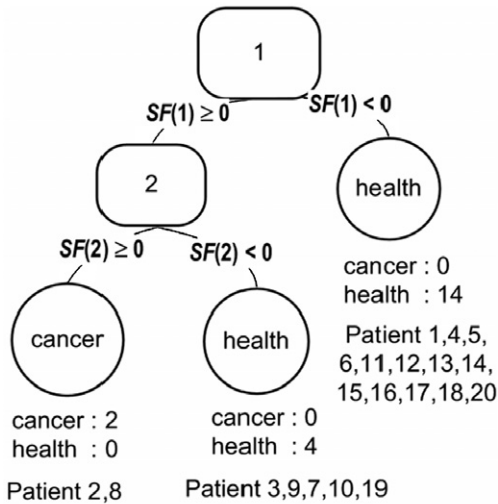 1
SF(1) ≥ 0
SF(1) < 0
2
health
SF(2) ≥ 0
SF(2) < 0
cancer : 0
health : 14
cancer
health
Patient 1,4,5,
6,11,12,13,14,
15,16,17,18,20
cancer : 2
health : 0
cancer : 0
health : 4
Patient 2,8
Patient 3,9,7,10,19